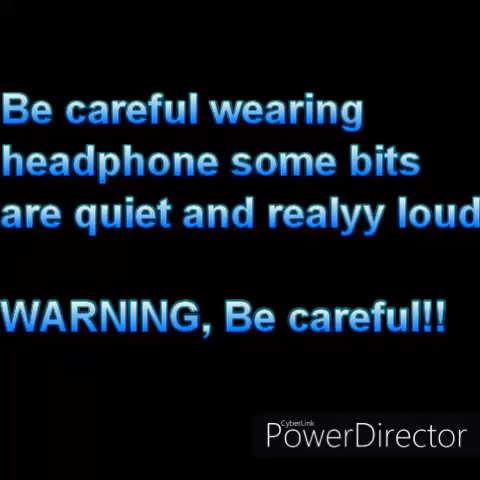 Be careful wearing
headphone some bits
are quiet and realyy loud
WARNING, Be careful!!
CyberLink
PowerDirector